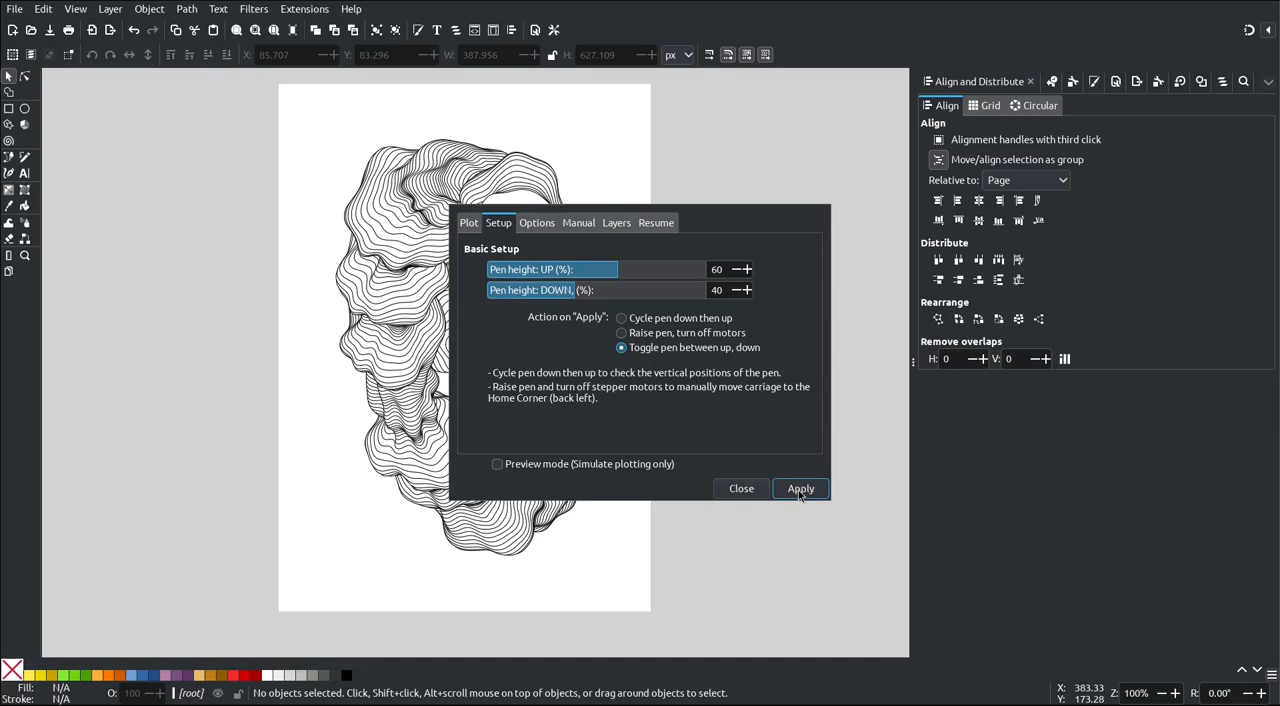 File Edit View Layer Object Path Text Filters Extensions Help
X: 85.707 Y: 83.296 W: 387.956 H: 627.109 px
Align and Distribute
Align Grid Circular
Align
Alignment handles with third click
Move/align selection as group
Relative to: Page
Distribute
Rearrange
Remove overlaps
H: 0 V: 0
Plot Setup Options Manual Layers Resume
Basic Setup
Pen height: UP (%): 60
Pen height: DOWN, (%): 40
Action on "Apply": Cycle pen down then up
Raise pen, turn off motors
Toggle pen between up, down
- Cycle pen down then up to check the vertical positions of the pen.
- Raise pen and turn off stepper motors to manually move carriage to the
Home Corner (back left).
Preview mode (Simulate plotting only)
Close Apply
Fill: N/A
Stroke: N/A
O: 100 [root] No objects selected. Click, Shift+click, Alt+scroll mouse on top of objects, or drag around objects to select.
X: 383.33
Y: 173.28
Z: 100% R: 0.00°